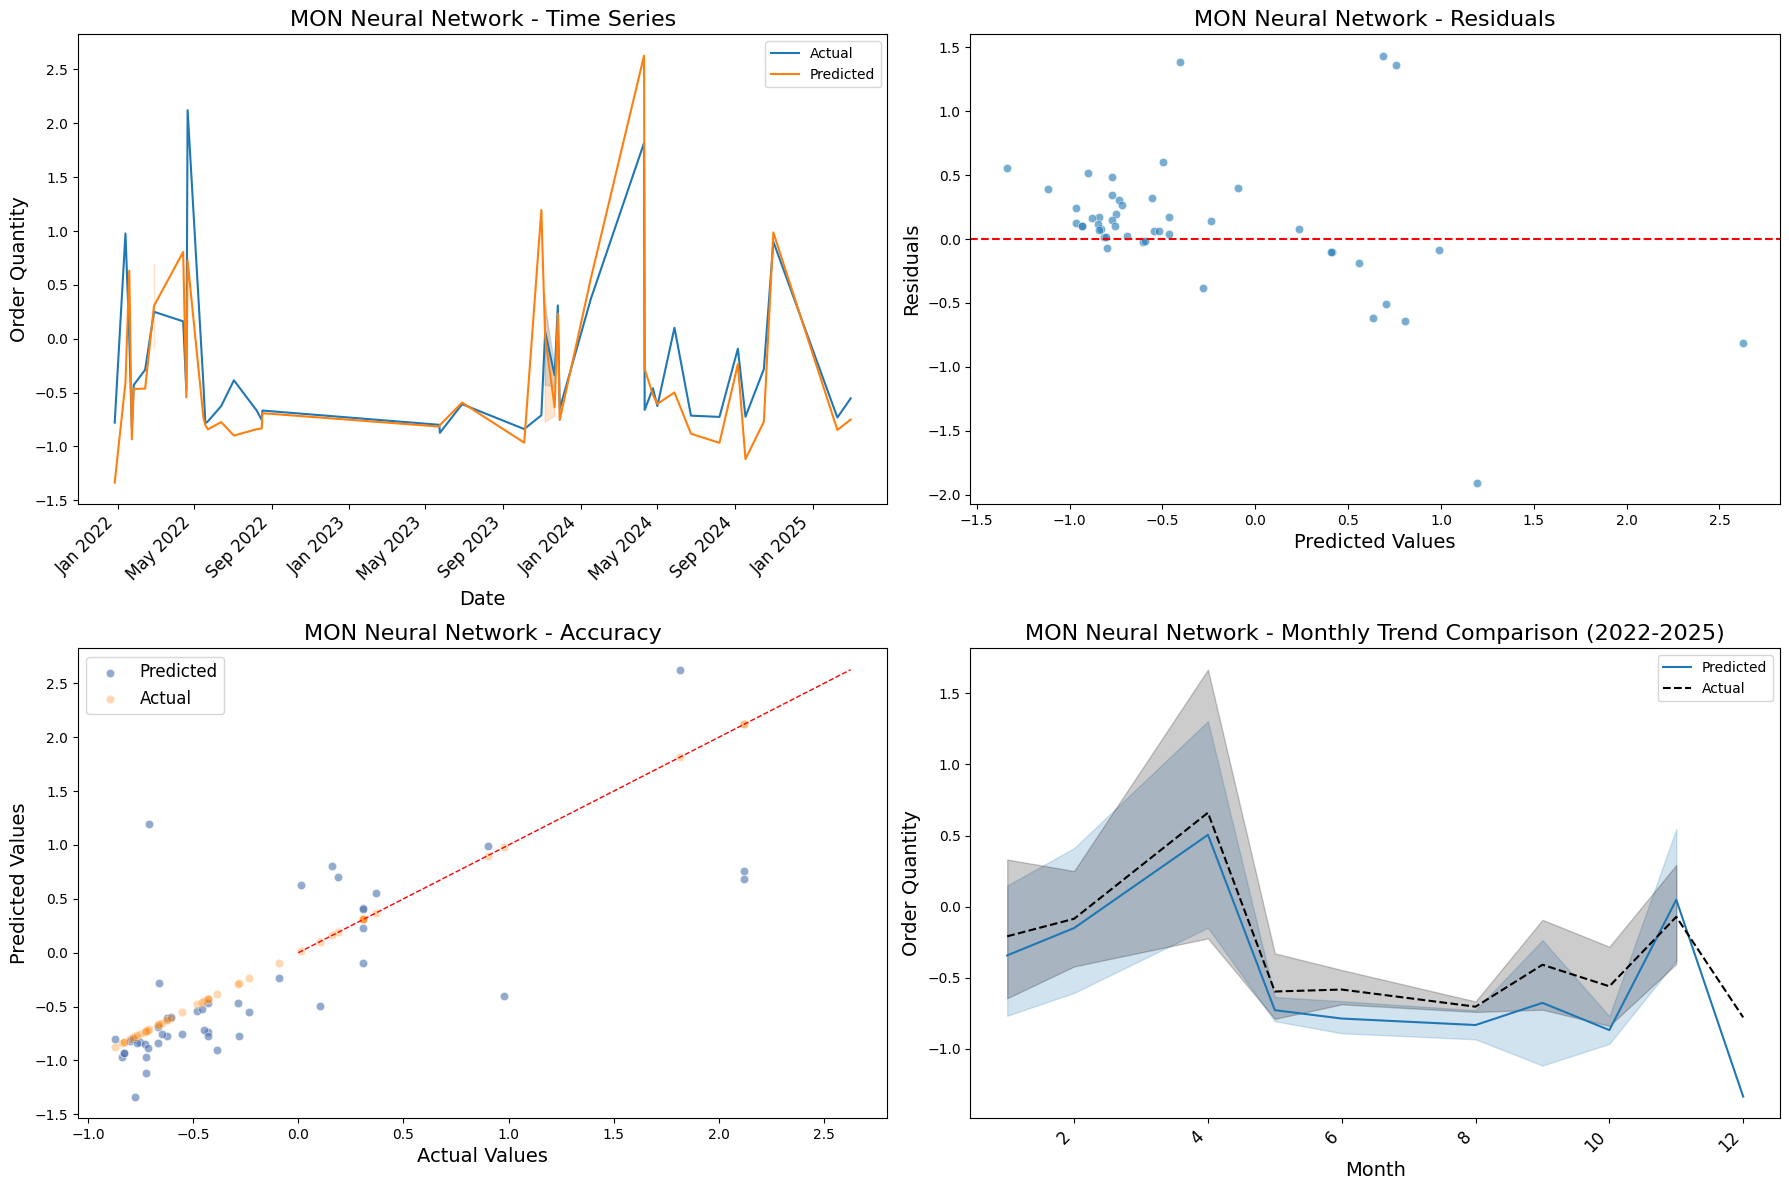 MON Neural Network - Time Series
Actual
Predicted
Order Quantity
2.5
2.0
1.5
1.0
0.5
0.0
−0.5
−1.0
−1.5
Jan 2022
May 2022
Sep 2022
Jan 2023
May 2023
Sep 2023
Jan 2024
May 2024
Sep 2024
Jan 2025
Date
MON Neural Network - Residuals
Residuals
1.5
1.0
0.5
0.0
−0.5
−1.0
−1.5
−2.0
−1.5
−1.0
−0.5
0.0
0.5
1.0
1.5
2.0
2.5
Predicted Values
MON Neural Network - Accuracy
Predicted
Actual
Predicted Values
2.5
2.0
1.5
1.0
0.5
0.0
−0.5
−1.0
−1.5
−1.0
−0.5
0.0
0.5
1.0
1.5
2.0
2.5
Actual Values
MON Neural Network - Monthly Trend Comparison (2022-2025)
Predicted
Actual
Order Quantity
1.5
1.0
0.5
0.0
−0.5
−1.0
2
4
6
8
10
12
Month